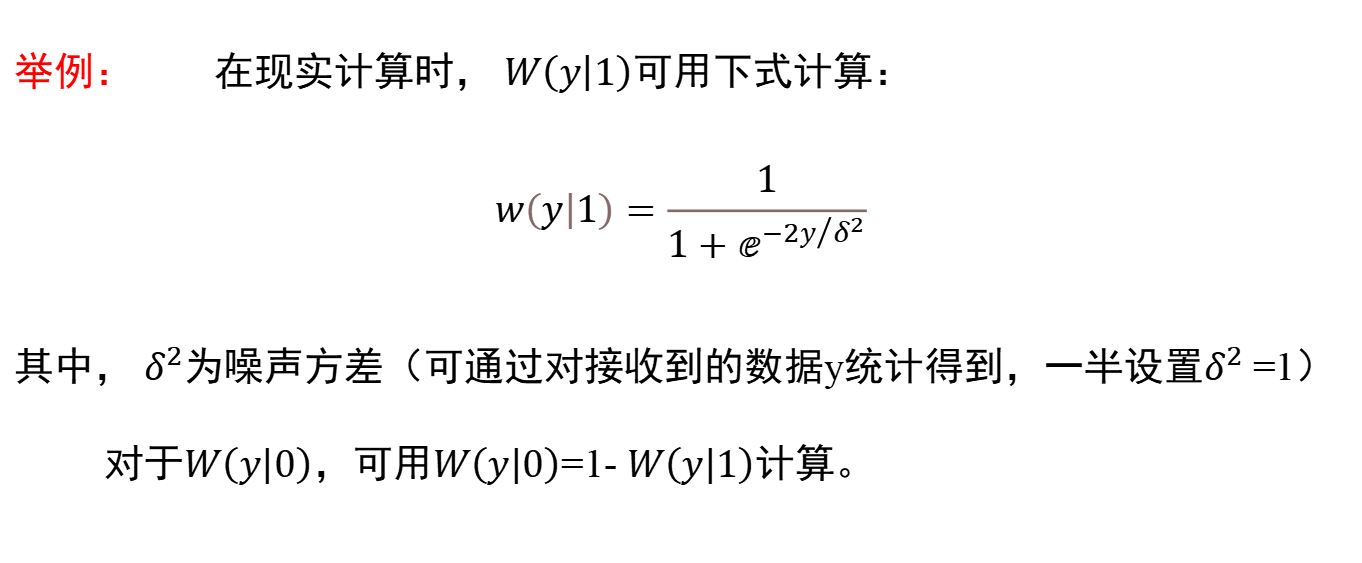 举例： 在现实计算时，W(y|1)可用下式计算：
w(y|1) = 1 / (1 + ⅇ^(−2y/δ²))
其中，δ²为噪声方差（可通过对接收到的数据y统计得到，一半设置δ² =1）
对于W(y|0)，可用W(y|0)=1- W(y|1)计算。